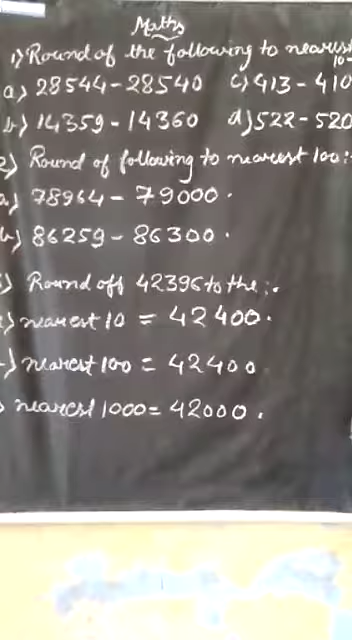 Maths
1) Round of the following to nearest 10-
a) 28544-28540 c) 413 - 410
b) 14359-14360 d) 522-520
2) Round of following to nearest 100:-
a) 78964- 79000.
b) 86259- 86300.
3) Round off 42396 to the :.
a) nearest 10 = 42400.
b) nearest 100 = 42400
c) nearest 1000 = 42000.